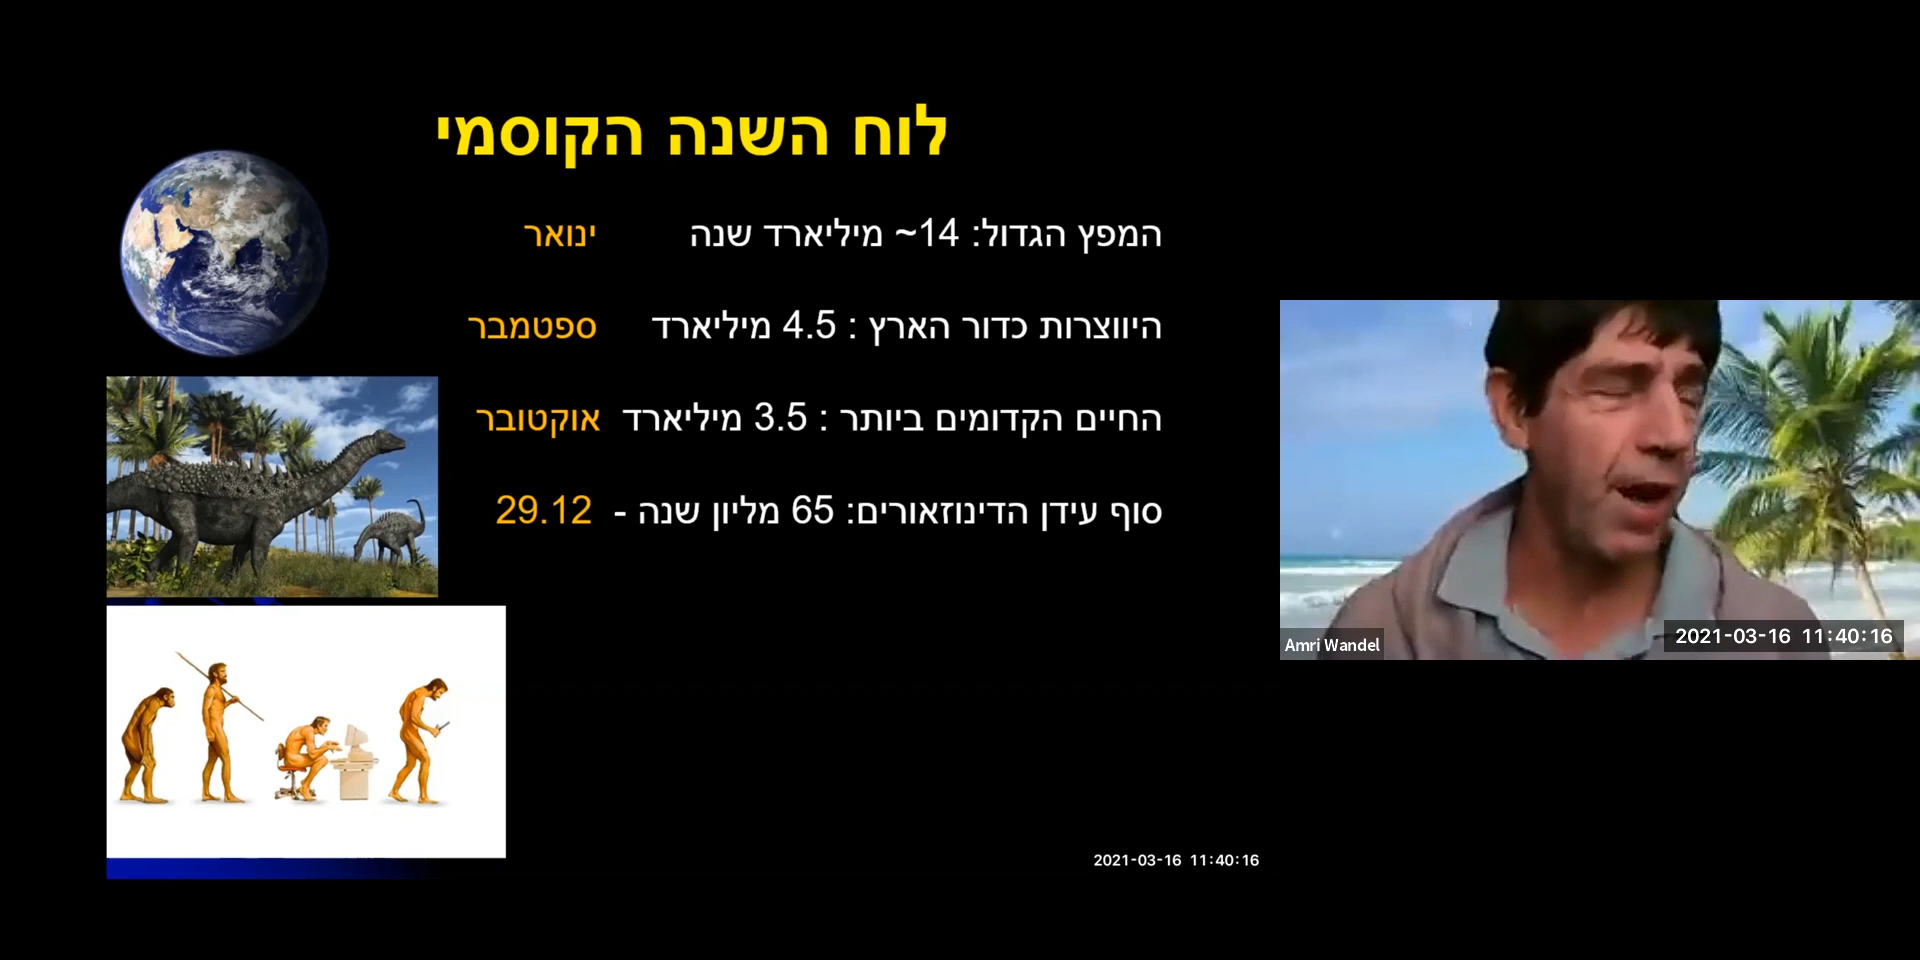 לוח השנה הקוסמי
המפץ הגדול: 14~ מיליארד שנה ינואר
היווצרות כדור הארץ : 4.5 מיליארד ספטמבר
החיים הקדומים ביותר : 3.5 מיליארד אוקטובר
סוף עידן הדינוזאורים: 65 מליון שנה - 29.12
Amri Wandel
2021-03-16 11:40:16
2021-03-16 11:40:16